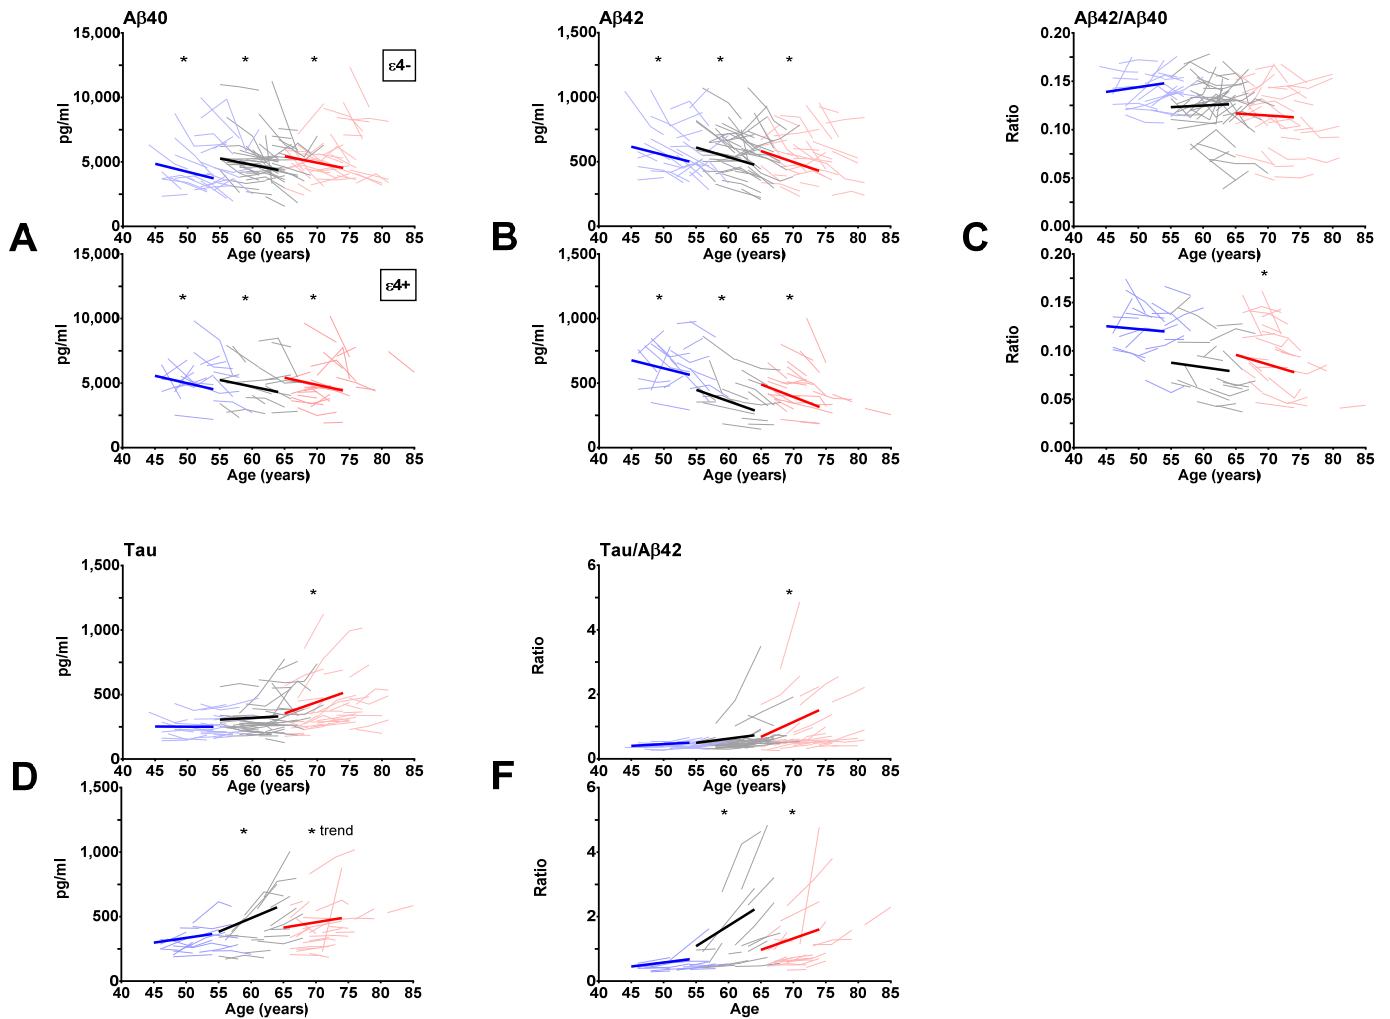 Aβ40
15,000
10,000
5,000
0
pg/ml
* * *
ε4-
40 45 50 55 60 65 70 75 80 85
Age (years)
Aβ42
1,500
1,000
500
0
pg/ml
* * *
40 45 50 55 60 65 70 75 80 85
Age (years)
Aβ42/Aβ40
0.20
0.15
0.10
0.05
0.00
Ratio
40 45 50 55 60 65 70 75 80 85
Age (years)
A
B
C
15,000
10,000
5,000
0
pg/ml
* * *
ε4+
40 45 50 55 60 65 70 75 80 85
Age (years)
1,500
1,000
500
0
pg/ml
* * *
40 45 50 55 60 65 70 75 80 85
Age (years)
0.20
0.15
0.10
0.05
0.00
Ratio
*
40 45 50 55 60 65 70 75 80 85
Age (years)
Tau
1,500
1,000
500
0
pg/ml
*
40 45 50 55 60 65 70 75 80 85
Age (years)
Tau/Aβ42
6
4
2
0
Ratio
*
40 45 50 55 60 65 70 75 80 85
Age (years)
D
F
1,500
1,000
500
0
pg/ml
* * trend
40 45 50 55 60 65 70 75 80 85
Age (years)
6
4
2
0
Ratio
* *
40 45 50 55 60 65 70 75 80 85
Age